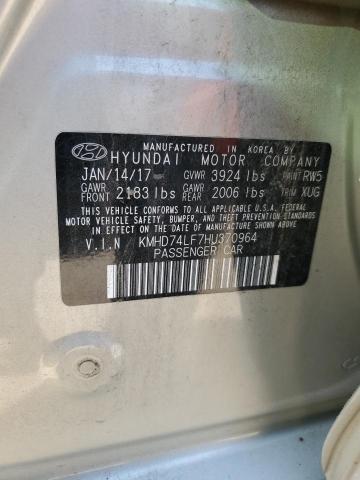 MANUFACTURED IN KOREA BY
HYUNDAI MOTOR COMPANY
JAN/14/17 GVWR 3924 lbs PAINT RW5
GAWR FRONT 2183 lbs GAWR REAR 2006 lbs TRIM XUG
THIS VEHICLE CONFORMS TO ALL APPLICABLE U.S.A
FEDERAL MOTOR VEHICLE SAFETY, BUMPER, AND THEFT
PREVENTION STANDARDS IN EFFECT ON THE DATE
OF MANUFACTURE SHOWN ABOVE.
V.I.N KMHD74LF7HU370964
PASSENGER CAR